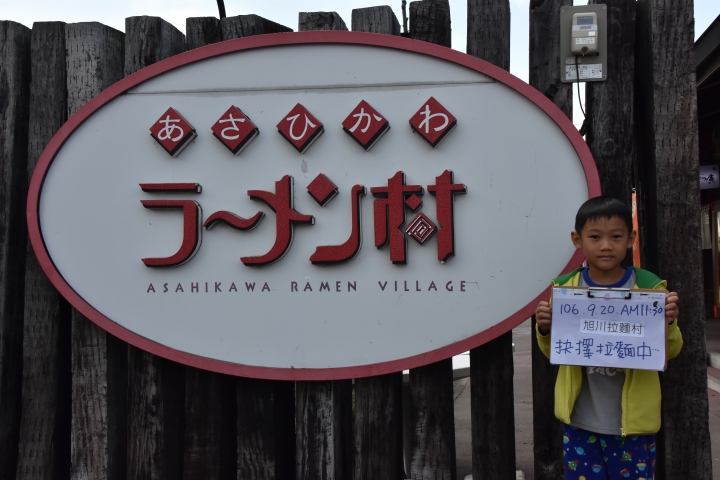 あさひかわ
ラーメン村
ASAHIKAWA RAMEN VILLAGE
106.9.20 AM11:30
旭川拉麵村
抉擇拉麵中…